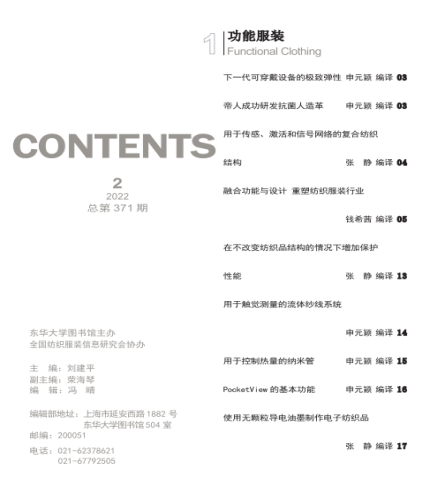 CONTENTS
2
2022
总第 371 期
东华大学图书馆主办
全国纺织服装信息研究会协办
主　编：刘建平
副主编：荣海琴
编　辑：冯　晴
编辑部地址：上海市延安西路 1882 号
东华大学图书馆 504 室
邮编：200051
电话：021-62378621
021-67792505
1 功能服装
Functional Clothing
下一代可穿戴设备的极致弹性 申元颖 编译 03
帝人成功研发抗菌人造革 申元颖 编译 03
用于传感、激活和信号网络的复合纺织
结构 张　静 编译 04
融合功能与设计 重塑纺织服装行业
钱希茜 编译 05
在不改变纺织品结构的情况下增加保护
性能 张　静 编译 13
用于触觉测量的流体纱线系统
申元颖 编译 14
用于控制热量的纳米管 申元颖 编译 15
PocketView 的基本功能 申元颖 编译 16
使用无颗粒导电油墨制作电子纺织品
张　静 编译 17